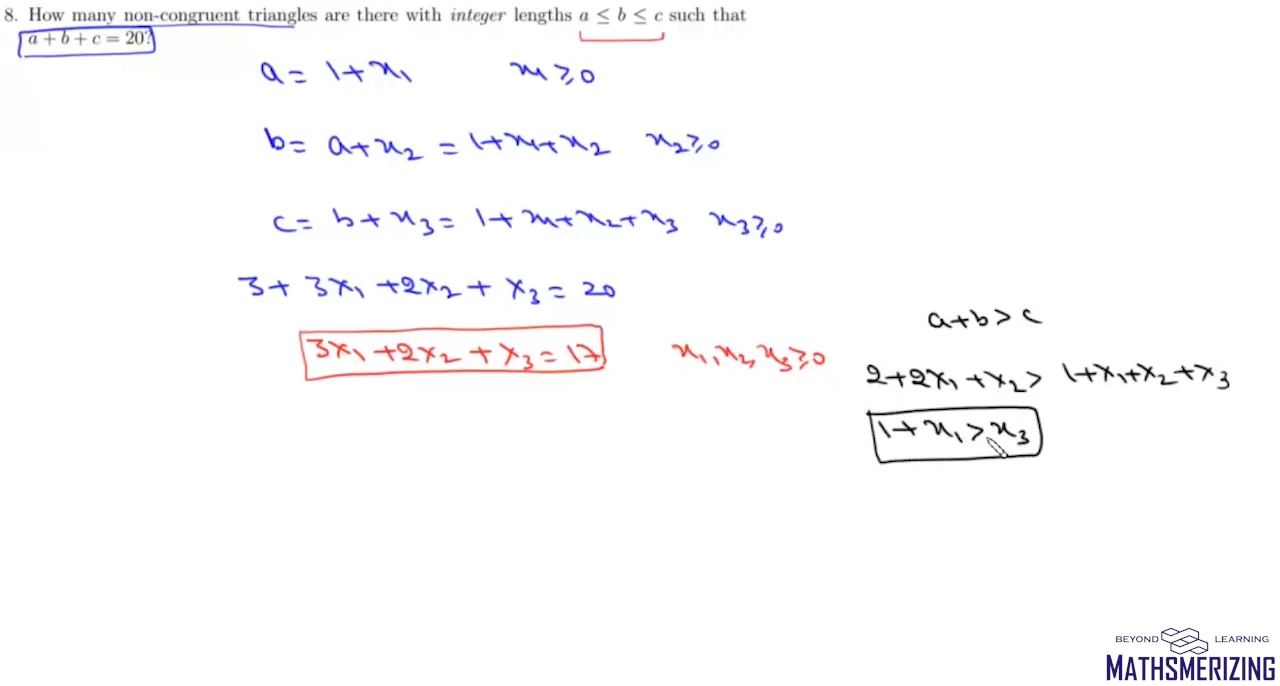 8. How many non-congruent triangles are there with integer lengths a ≤ b ≤ c such that
a + b + c = 20?
a = 1 + x₁ x₁ ≥ 0
b = a + x₂ = 1 + x₁ + x₂ x₂ ≥ 0
c = b + x₃ = 1 + x₁ + x₂ + x₃ x₃ ≥ 0
3 + 3x₁ + 2x₂ + x₃ = 20
3x₁ + 2x₂ + x₃ = 17 x₁, x₂, x₃ ≥ 0
a + b > c
2 + 2x₁ + x₂ > 1 + x₁ + x₂ + x₃
1 + x₁ > x₃
BEYOND LEARNING
MATHSMERIZING